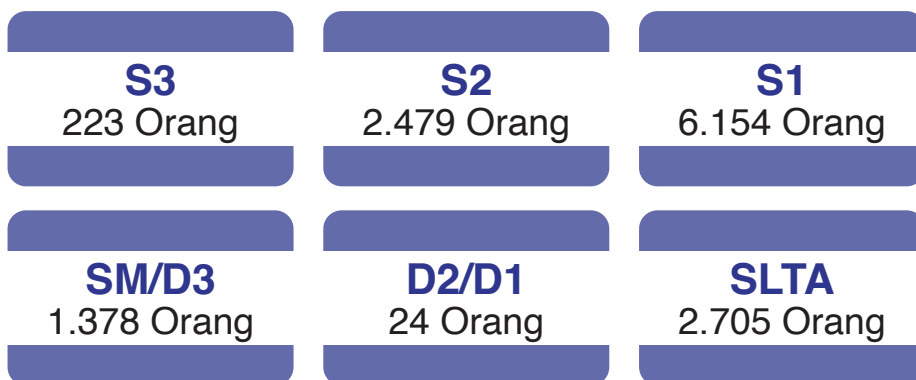 S3
223 Orang
S2
2.479 Orang
S1
6.154 Orang
SM/D3
1.378 Orang
D2/D1
24 Orang
SLTA
2.705 Orang